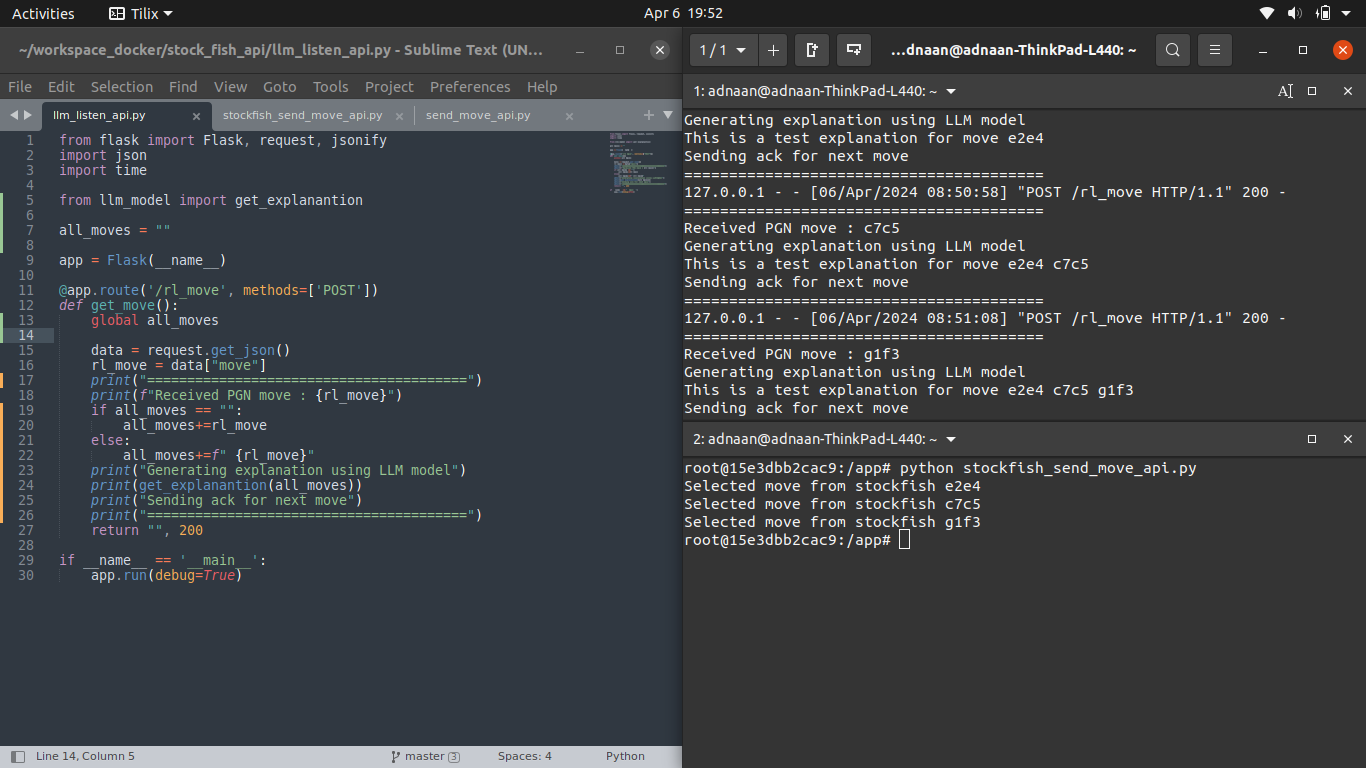 Activities Tilix Apr 6 19:52
~/workspace_docker/stock_fish_api/llm_listen_api.py - Sublime Text (UN...
File Edit Selection Find View Goto Tools Project Preferences Help
llm_listen_api.py × stockfish_send_move_api.py × send_move_api.py ×
1 from flask import Flask, request, jsonify
2 import json
3 import time
4
5 from llm_model import get_explanantion
6
7 all_moves = ""
8
9 app = Flask(__name__)
10
11 @app.route('/rl_move', methods=['POST'])
12 def get_move():
13     global all_moves
14
15     data = request.get_json()
16     rl_move = data["move"]
17     print("========================================")
18     print(f"Received PGN move : {rl_move}")
19     if all_moves == "":
20         all_moves+=rl_move
21     else:
22         all_moves+=f" {rl_move}"
23     print("Generating explanation using LLM model")
24     print(get_explanantion(all_moves))
25     print("Sending ack for next move")
26     print("========================================")
27     return "", 200
28
29 if __name__ == '__main__':
30     app.run(debug=True)
Line 14, Column 5 master 3 Spaces: 4 Python
1 / 1 ...dnaan@adnaan-ThinkPad-L440: ~
1: adnaan@adnaan-ThinkPad-L440: ~
Generating explanation using LLM model
This is a test explanation for move e2e4
Sending ack for next move
========================================
127.0.0.1 - - [06/Apr/2024 08:50:58] "POST /rl_move HTTP/1.1" 200 -
========================================
Received PGN move : c7c5
Generating explanation using LLM model
This is a test explanation for move e2e4 c7c5
Sending ack for next move
========================================
127.0.0.1 - - [06/Apr/2024 08:51:08] "POST /rl_move HTTP/1.1" 200 -
========================================
Received PGN move : g1f3
Generating explanation using LLM model
This is a test explanation for move e2e4 c7c5 g1f3
Sending ack for next move
2: adnaan@adnaan-ThinkPad-L440: ~
root@15e3dbb2cac9:/app# python stockfish_send_move_api.py
Selected move from stockfish e2e4
Selected move from stockfish c7c5
Selected move from stockfish g1f3
root@15e3dbb2cac9:/app#